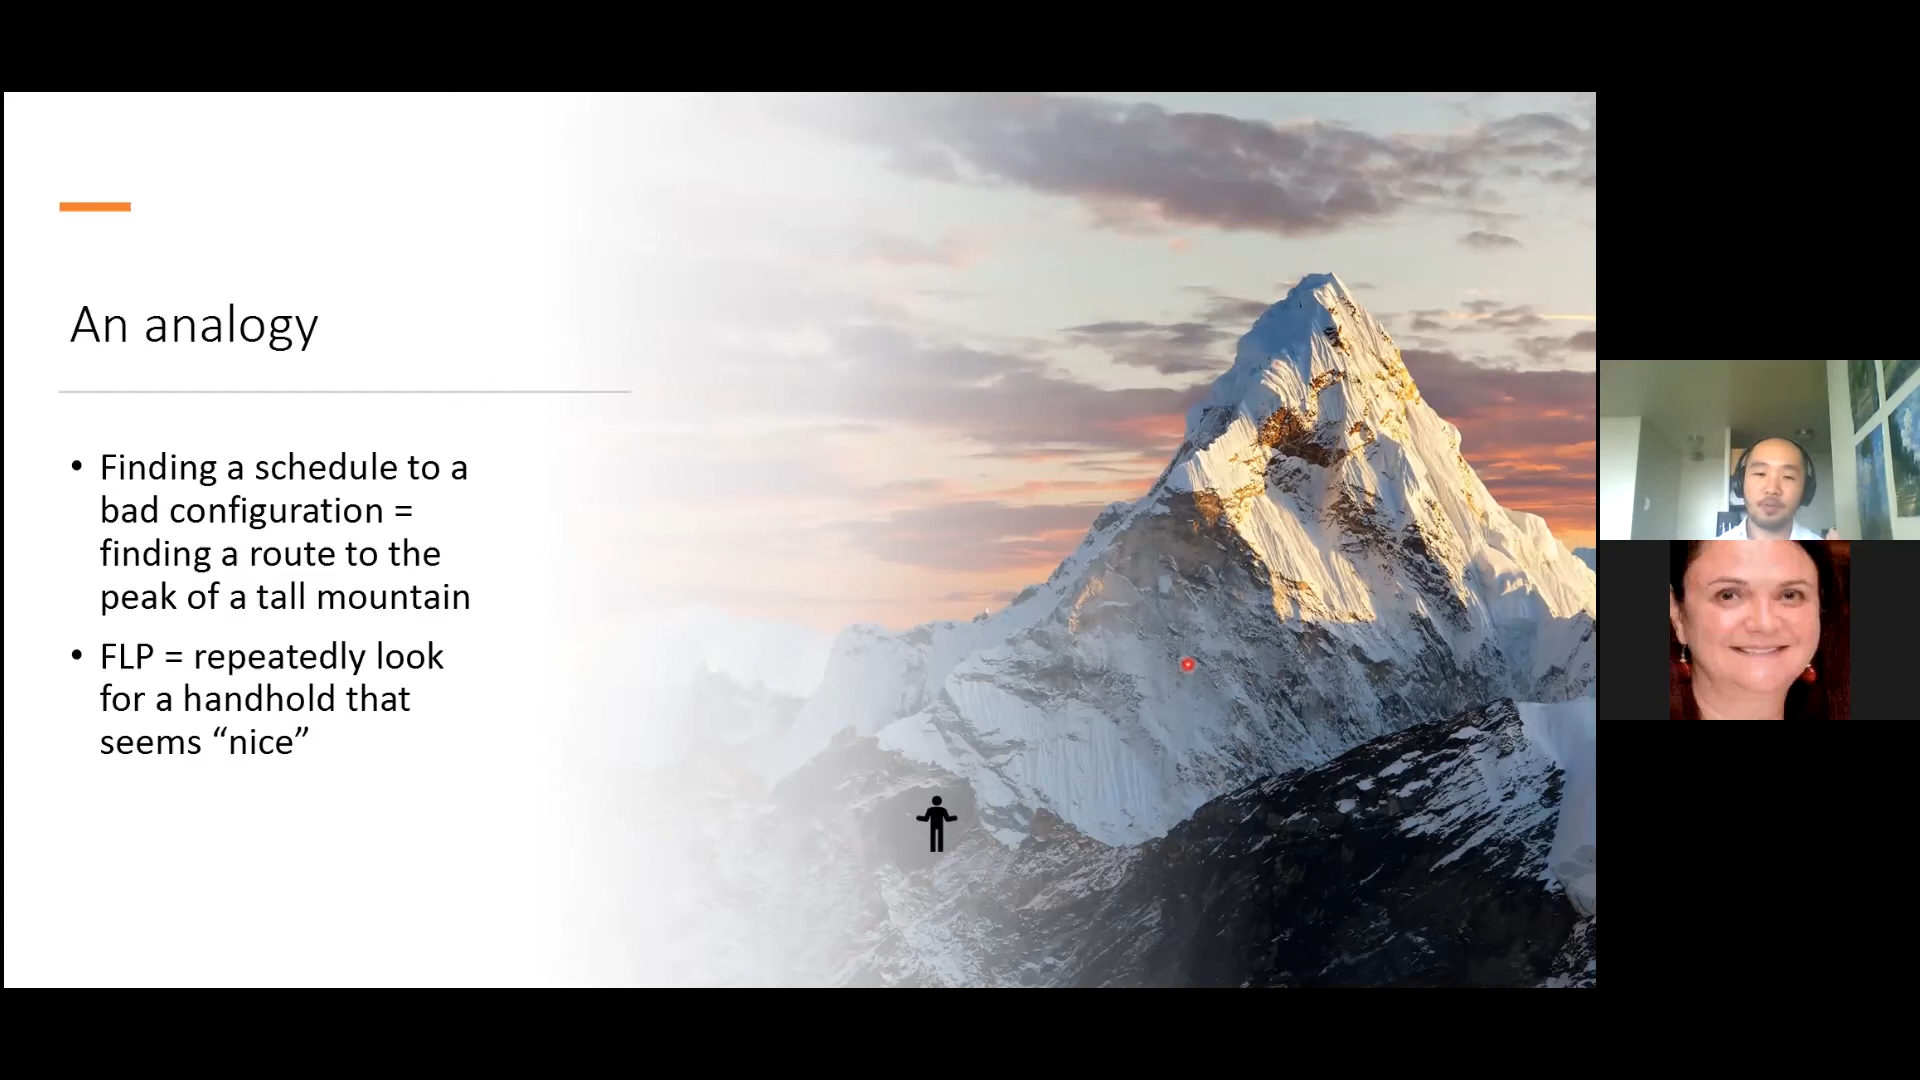 An analogy
• Finding a schedule to a
bad configuration =
finding a route to the
peak of a tall mountain
• FLP = repeatedly look
for a handhold that
seems “nice”